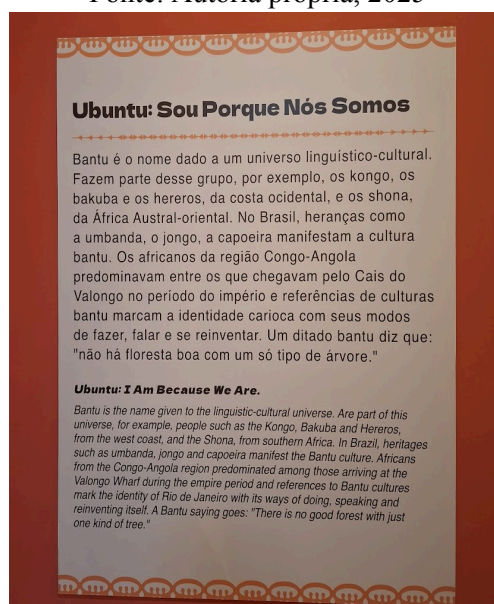 Ubuntu: Sou Porque Nós Somos
Bantu é o nome dado a um universo linguístico-cultural.
Fazem parte desse grupo, por exemplo, os kongo, os
bakuba e os hereros, da costa ocidental, e os shona,
da África Austral-oriental. No Brasil, heranças como
a umbanda, o jongo, a capoeira manifestam a cultura
bantu. Os africanos da região Congo-Angola
predominavam entre os que chegavam pelo Cais do
Valongo no período do império e referências de culturas
bantu marcam a identidade carioca com seus modos
de fazer, falar e se reinventar. Um ditado bantu diz que:
"não há floresta boa com um só tipo de árvore."
Ubuntu: I Am Because We Are.
Bantu is the name given to the linguistic-cultural universe. Are part of this
universe, for example, people such as the Kongo, Bakuba and Hereros,
from the west coast, and the Shona, from southern Africa. In Brazil, heritages
such as umbanda, jongo and capoeira manifest the Bantu culture. Africans
from the Congo-Angola region predominated among those arriving at the
Valongo Wharf during the empire period and references to Bantu cultures
mark the identity of Rio de Janeiro with its ways of doing, speaking and
reinventing itself. A Bantu saying goes: "There is no good forest with just
one kind of tree."